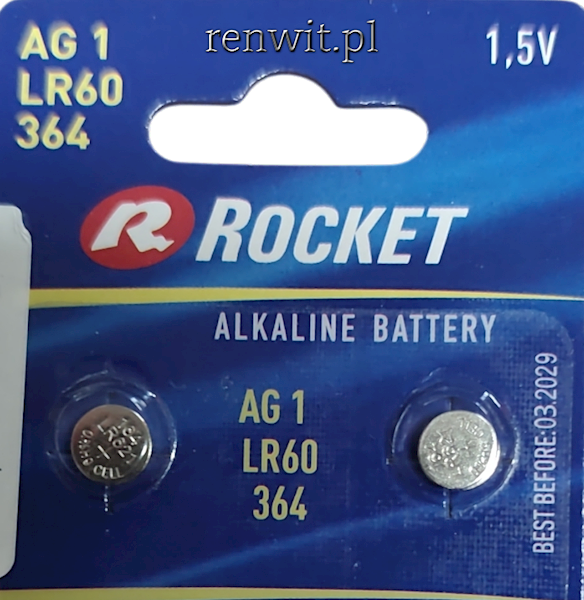 AG 1
LR60
364
renwit.pl
1,5V
R ROCKET
ALKALINE BATTERY
AG 1
LR60
364
BEST BEFORE:03.2029
CELL